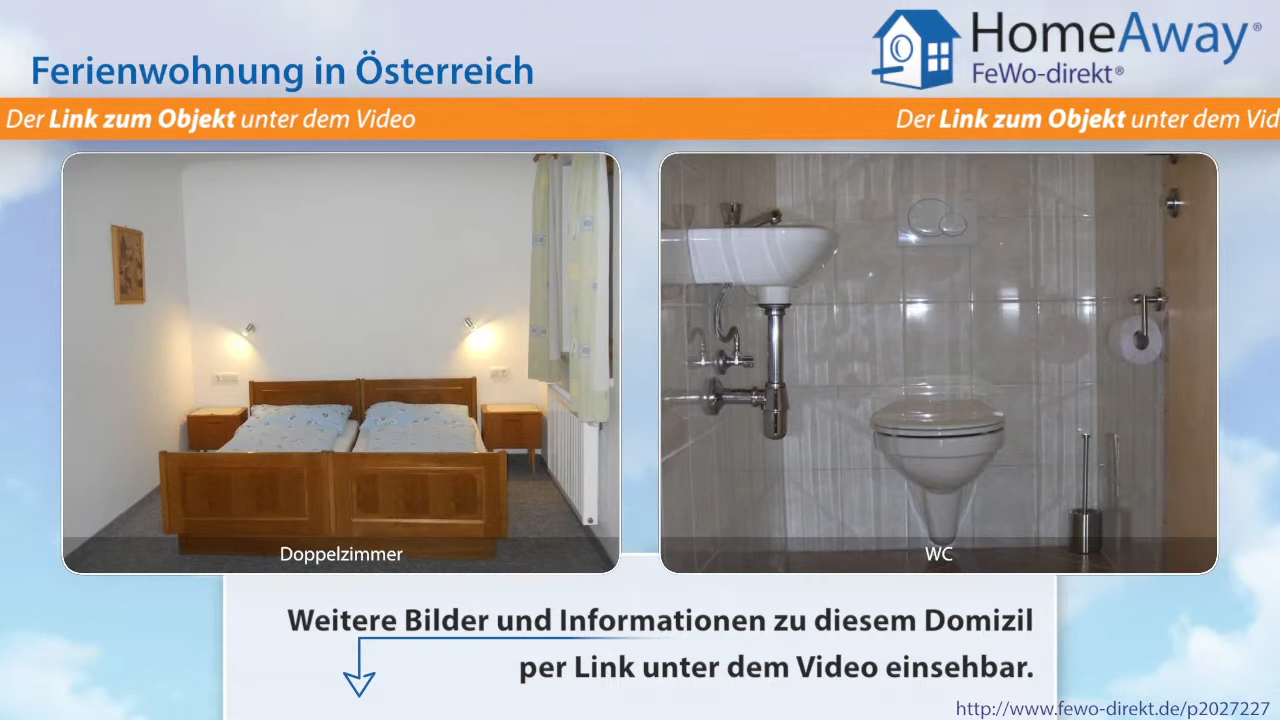 Ferienwohnung in Österreich
HomeAway®
FeWo-direkt®
Der Link zum Objekt unter dem Video
Der Link zum Objekt unter dem Vid
Doppelzimmer
WC
Weitere Bilder und Informationen zu diesem Domizil
per Link unter dem Video einsehbar.
http://www.fewo-direkt.de/p2027227